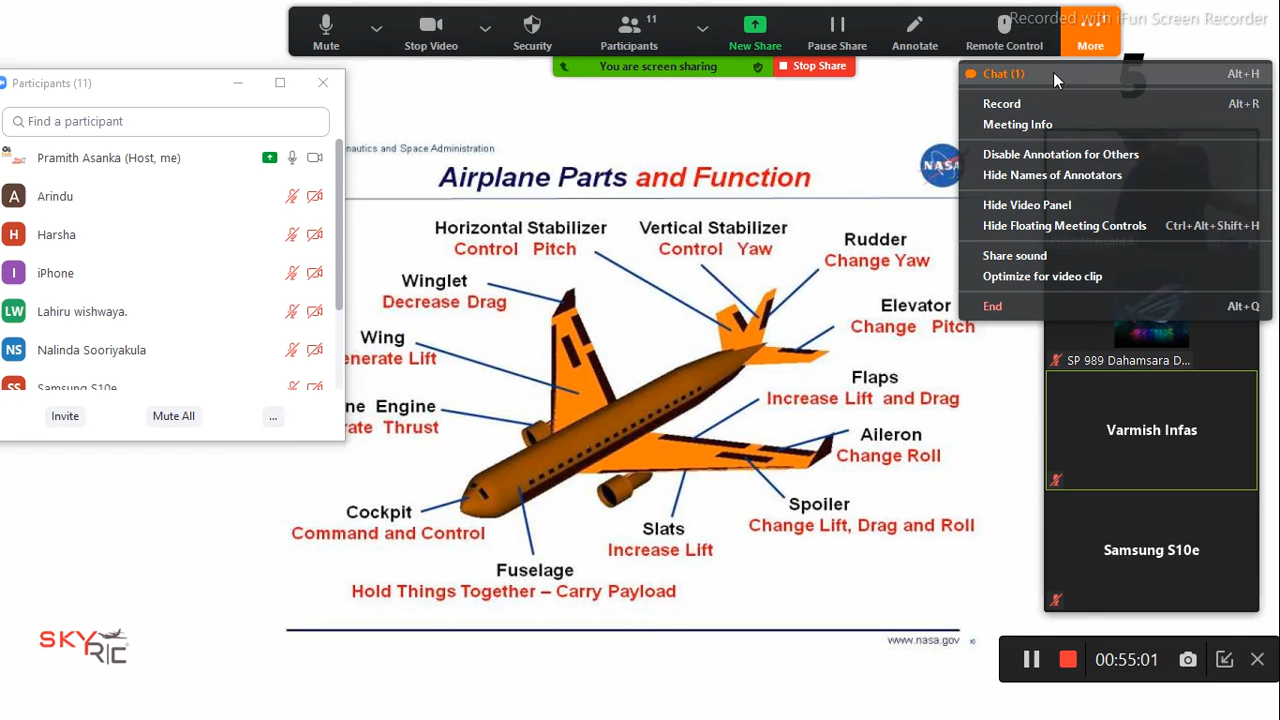 Recorded with iFun Screen Recorder
11
Mute
Stop Video
Security
Participants
New Share
Pause Share
Annotate
Remote Control
More
You are screen sharing
Stop Share
Participants (11)
Find a participant
Pramith Asanka (Host, me)
A
Arindu
H
Harsha
I
iPhone
LW
Lahiru wishwaya.
NS
Nalinda Sooriyakula
Samsung S10e
Invite
Mute All
...
Chat (1) Alt+H
Record Alt+R
Meeting Info
Disable Annotation for Others
Hide Names of Annotators
Hide Video Panel
Hide Floating Meeting Controls Ctrl+Alt+Shift+H
Share sound
Optimize for video clip
End Alt+Q
5
nautics and Space Administration
NASA
Airplane Parts and Function
Horizontal Stabilizer
Control Pitch
Vertical Stabilizer
Control Yaw
Rudder
Change Yaw
Winglet
Decrease Drag
Elevator
Change Pitch
Wing
enerate Lift
Flaps
Increase Lift and Drag
ne Engine
rate Thrust
Aileron
Change Roll
Cockpit
Command and Control
Spoiler
Change Lift, Drag and Roll
Slats
Increase Lift
Fuselage
Hold Things Together – Carry Payload
www.nasa.gov
SP 989 Dahamsara D...
Varmish Infas
Samsung S10e
SKYRC
00:55:01